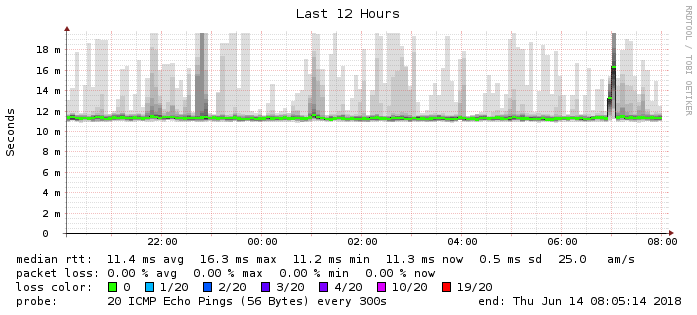 Last 12 Hours
RRDTOOL / TOBI OETIKER
Seconds
18 m
16 m
14 m
12 m
10 m
8 m
6 m
4 m
2 m
0
22:00 00:00 02:00 04:00 06:00 08:00
median rtt: 11.4 ms avg 16.3 ms max 11.2 ms min 11.3 ms now 0.5 ms sd 25.0 am/s
packet loss: 0.00 % avg 0.00 % max 0.00 % min 0.00 % now
loss color: 0 1/20 2/20 3/20 4/20 10/20 19/20
probe: 20 ICMP Echo Pings (56 Bytes) every 300s end: Thu Jun 14 08:05:14 2018